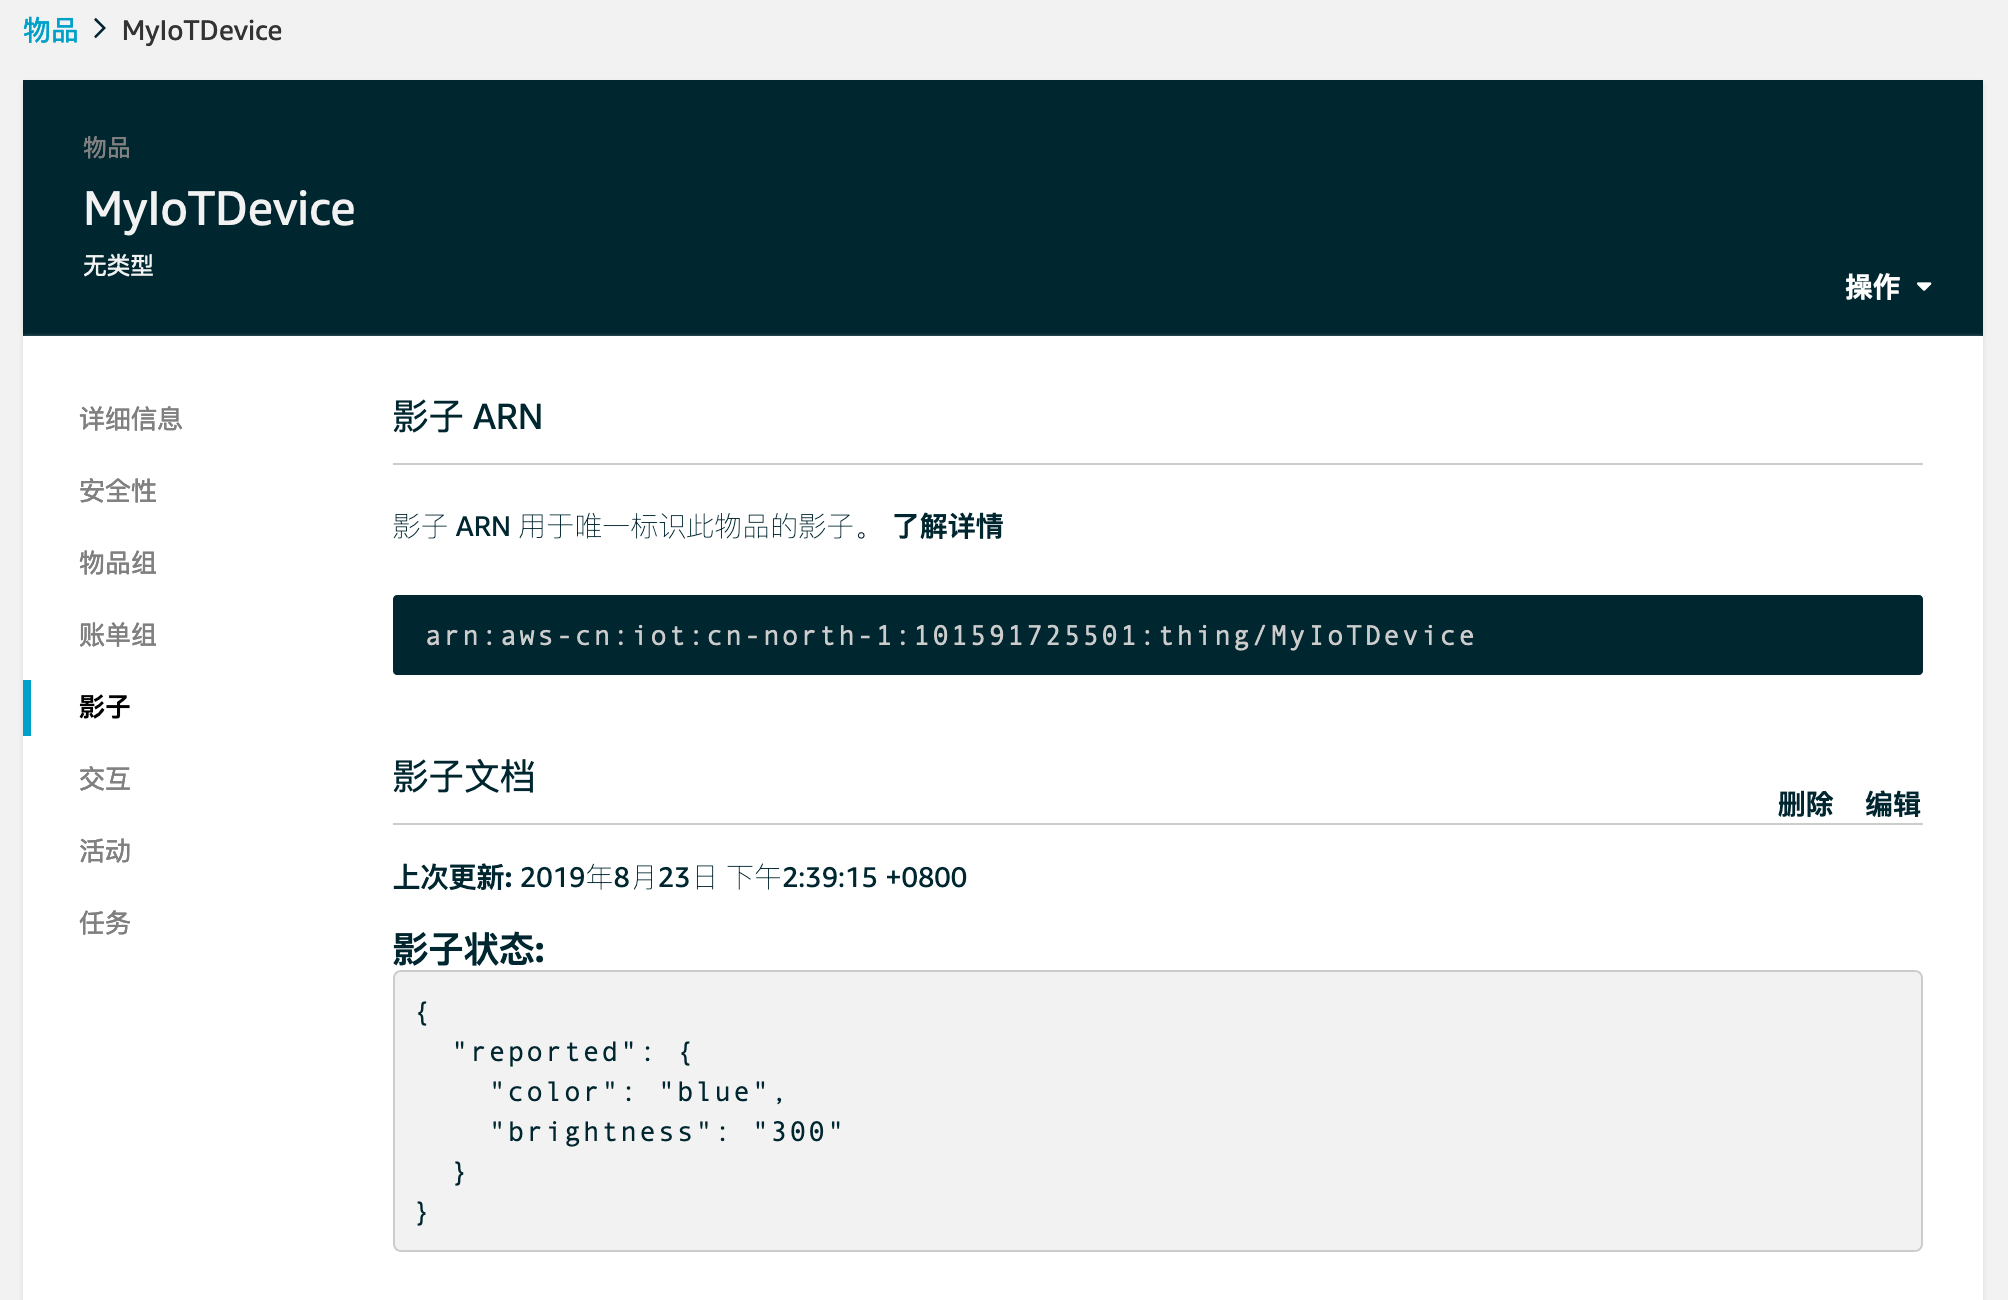 物品 > MyIoTDevice
物品
MyIoTDevice
无类型
操作
详细信息
安全性
物品组
账单组
影子
交互
活动
任务
影子 ARN
影子 ARN 用于唯一标识此物品的影子。 了解详情
arn:aws-cn:iot:cn-north-1:101591725501:thing/MyIoTDevice
影子文档
删除 编辑
上次更新: 2019年8月23日 下午2:39:15 +0800
影子状态:
{
  "reported": {
    "color": "blue",
    "brightness": "300"
  }
}